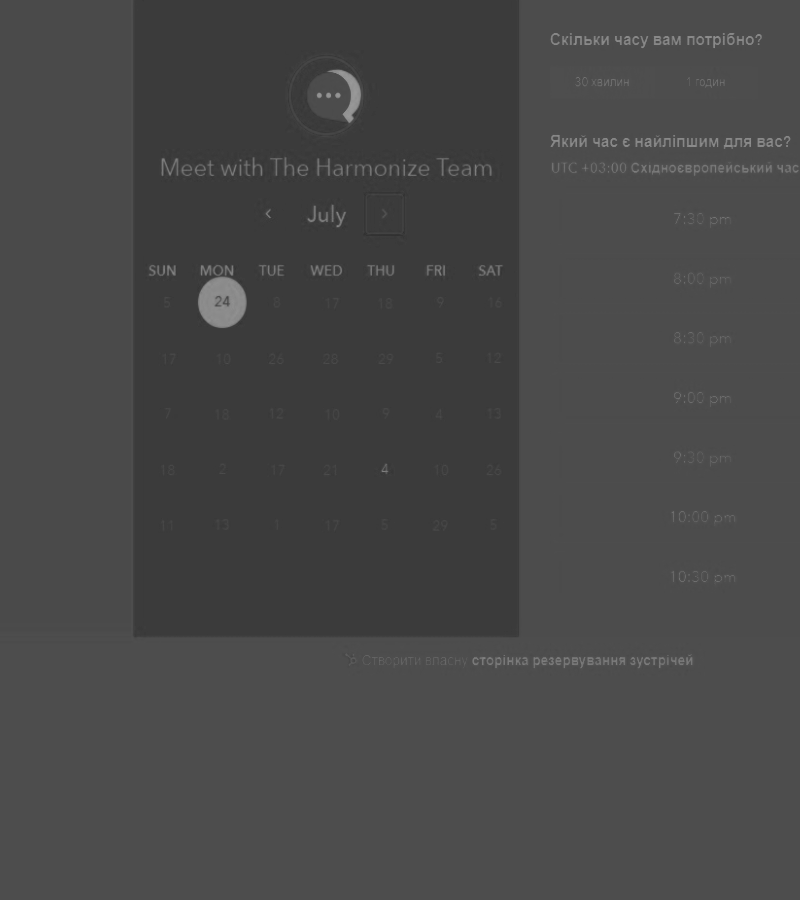 Meet with The Harmonize Team
July
SUN MON TUE WED THU FRI SAT
5 24 8 17 18 9 16
17 10 26 28 29 5 12
7 18 12 10 9 4 13
18 2 17 21 4 10 26
11 13 1 17 5 29 5
Скільки часу вам потрібно?
30 хвилин 1 годин
Який час є найліпшим для вас?
UTC +03:00 Східноєвропейський час
7:30 pm
8:00 pm
8:30 pm
9:00 pm
9:30 pm
10:00 pm
10:30 pm
Створити власну сторінка резервування зустрічей